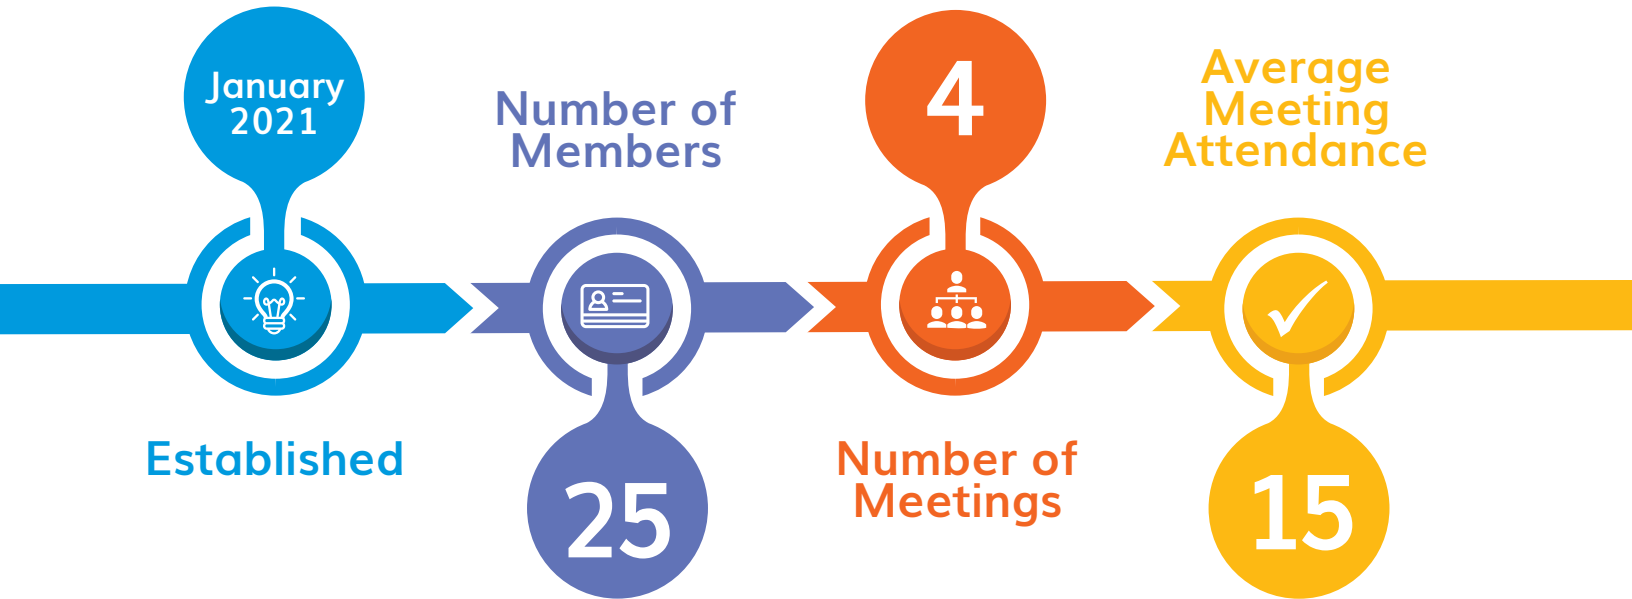 January
2021
Established
Number of
Members
25
4
Number of
Meetings
Average
Meeting
Attendance
15